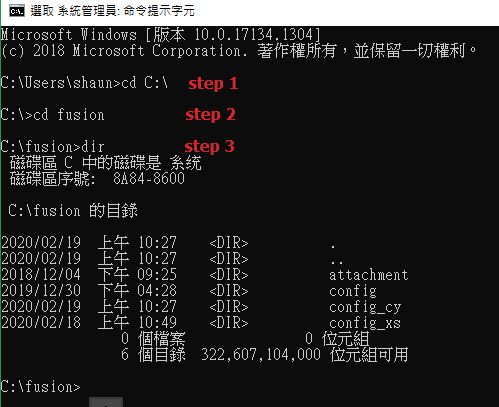 選取 系統管理員: 命令提示字元
Microsoft Windows [版本 10.0.17134.1304]
(c) 2018 Microsoft Corporation. 著作權所有，並保留一切權利。
C:\Users\shaun>cd C:\ step 1
C:\>cd fusion step 2
C:\fusion>dir step 3
磁碟區 C 中的磁碟是 系統
磁碟區序號:  8A84-8600
C:\fusion 的目錄
2020/02/19  上午 10:27    <DIR>          .
2020/02/19  上午 10:27    <DIR>          ..
2018/12/04  下午 09:25    <DIR>          attachment
2019/12/30  下午 04:28    <DIR>          config
2020/02/19  上午 10:27    <DIR>          config_cy
2020/02/18  上午 10:49    <DIR>          config_xs
0 個檔案               0 位元組
6 個目錄  322,607,104,000 位元組可用
C:\fusion>